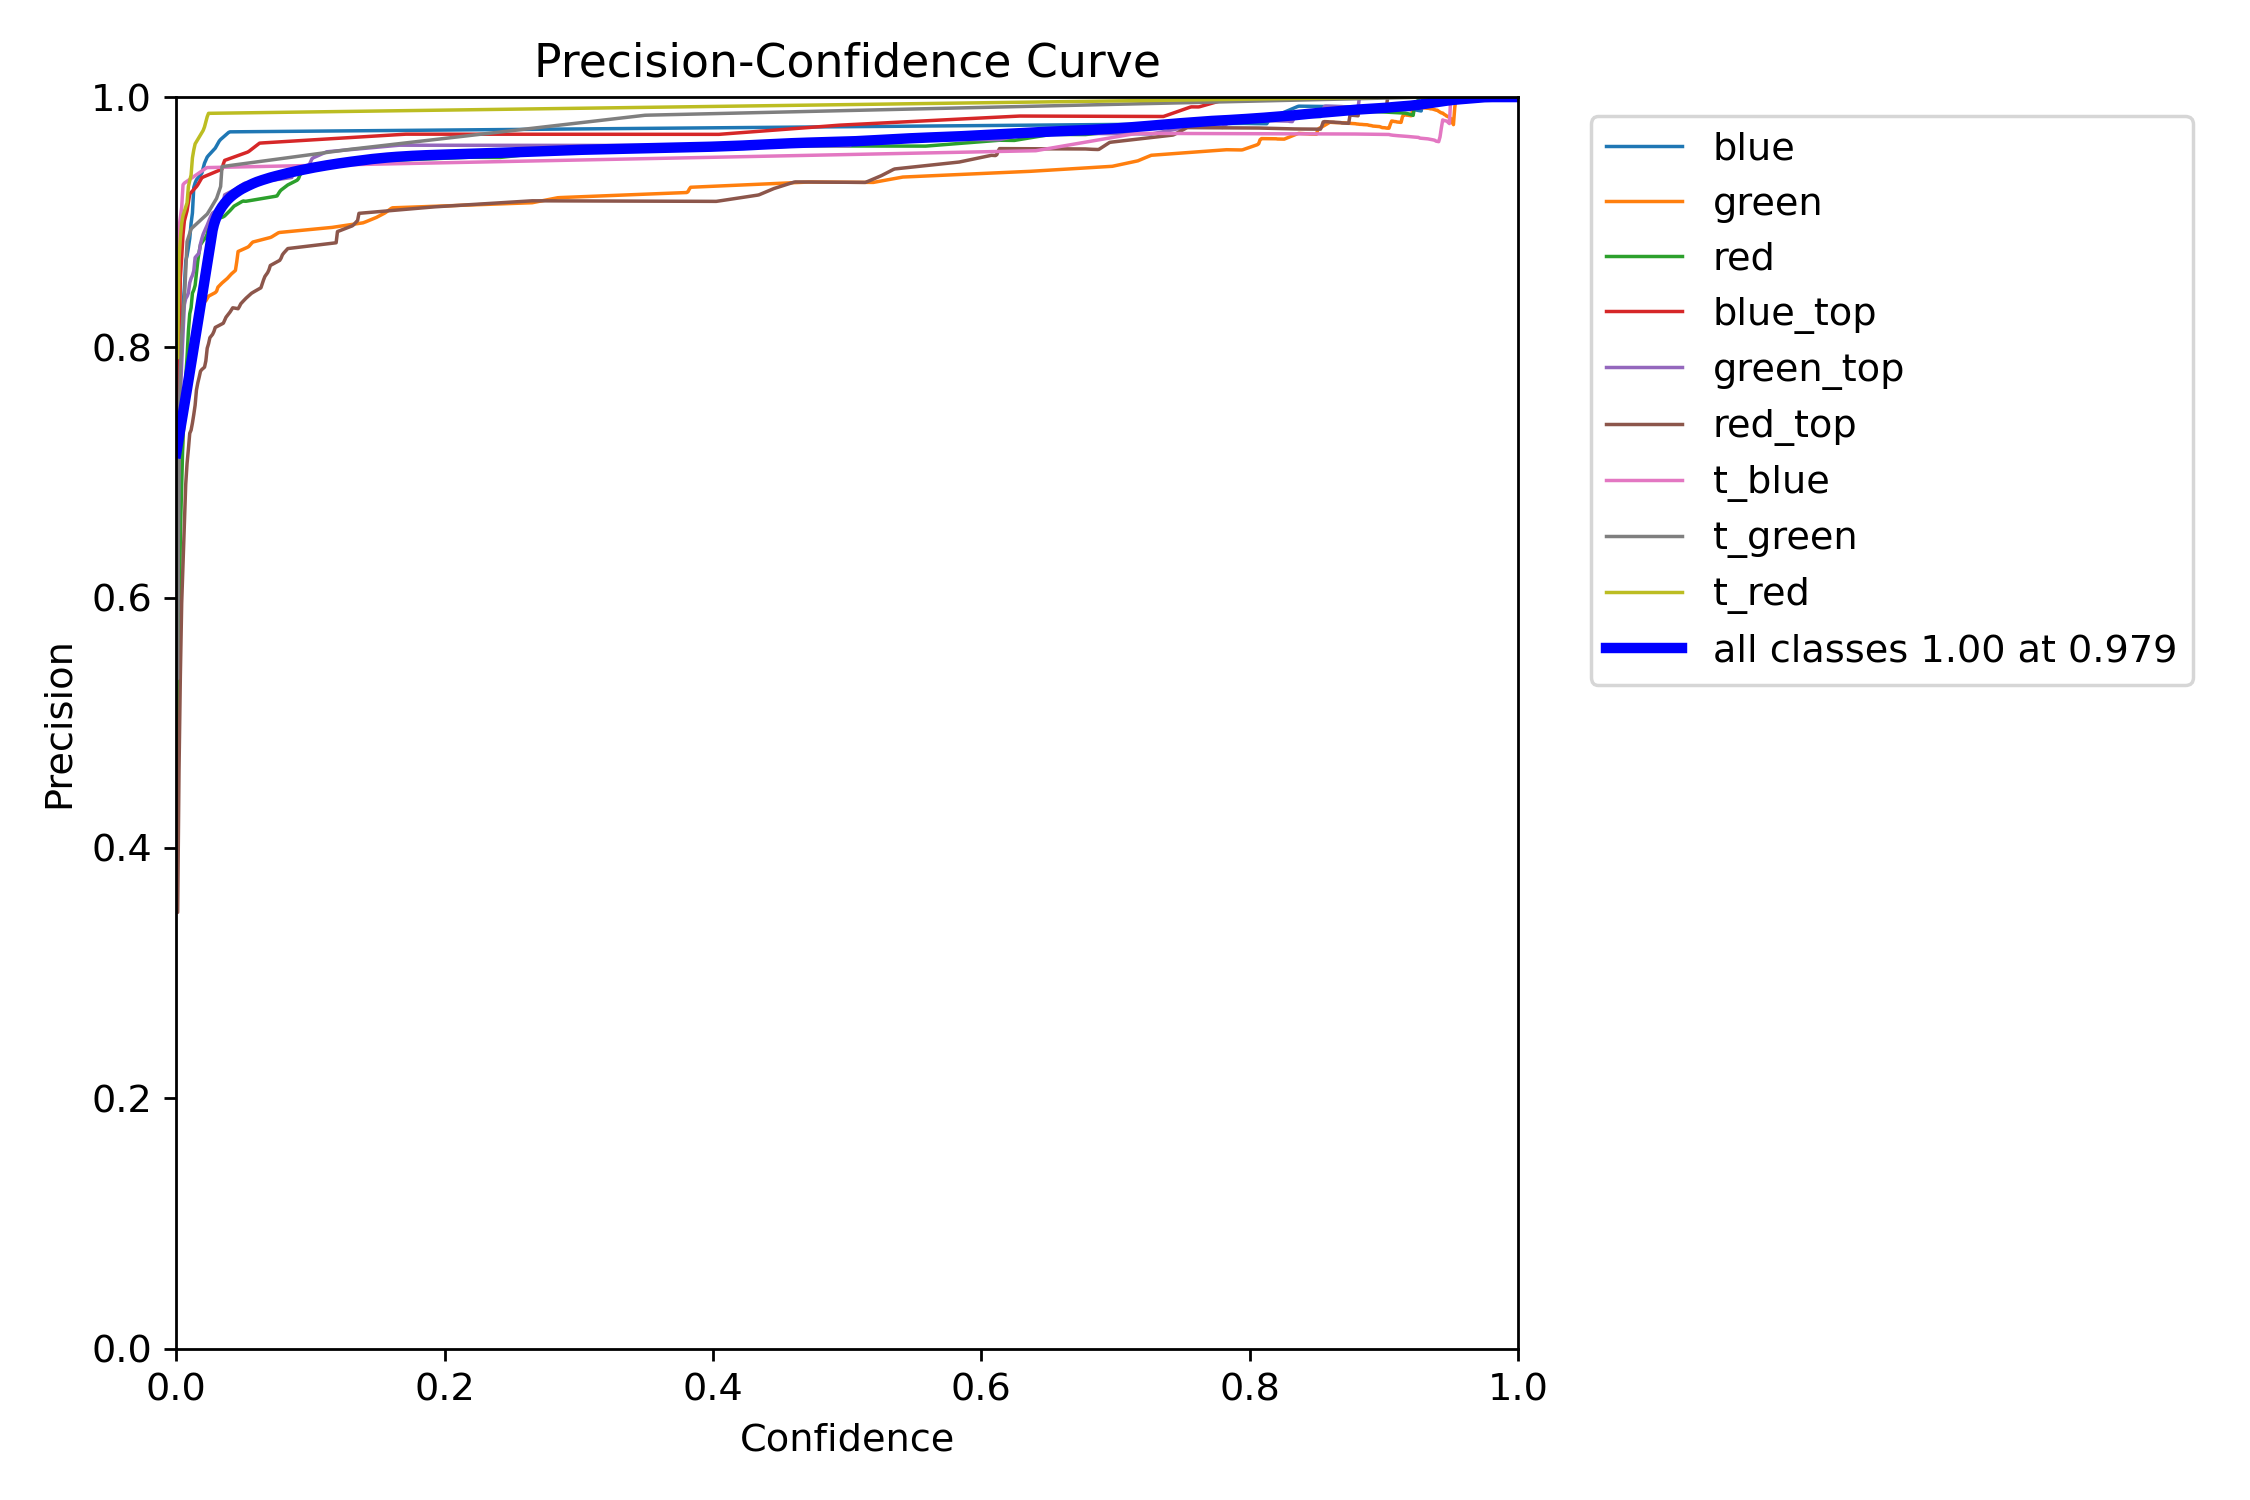 Precision-Confidence Curve
1.0
0.8
0.6
0.4
0.2
0.0
Precision
0.0 0.2 0.4 0.6 0.8 1.0
Confidence
blue
green
red
blue_top
green_top
red_top
t_blue
t_green
t_red
all classes 1.00 at 0.979